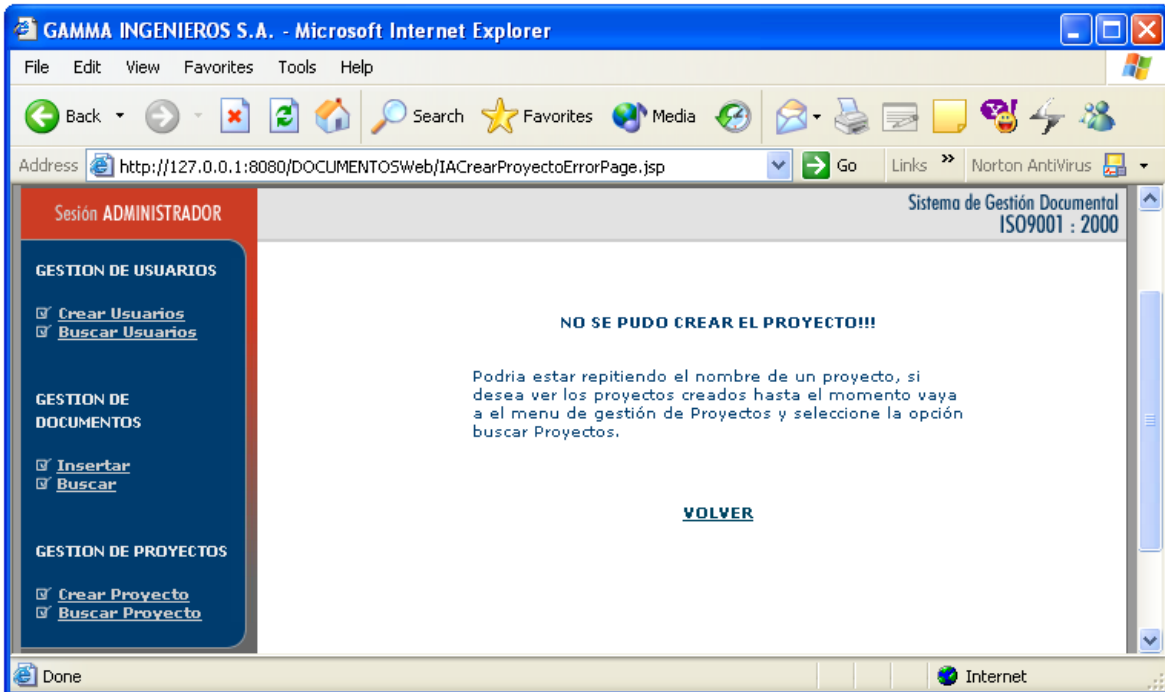 GAMMA INGENIEROS S.A. - Microsoft Internet Explorer
File Edit View Favorites Tools Help
Back Search Favorites Media
Address http://127.0.0.1:8080/DOCUMENTOSWeb/IACrearProyectoErrorPage.jsp Go Links » Norton AntiVirus
Sesión ADMINISTRADOR
Sistema de Gestión Documental
ISO9001 : 2000
GESTION DE USUARIOS
Crear Usuarios
Buscar Usuarios
GESTION DE
DOCUMENTOS
Insertar
Buscar
GESTION DE PROYECTOS
Crear Proyecto
Buscar Proyecto
NO SE PUDO CREAR EL PROYECTO!!!
Podria estar repitiendo el nombre de un proyecto, si
desea ver los proyectos creados hasta el momento vaya
a el menu de gestión de Proyectos y seleccione la opción
buscar Proyectos.
VOLVER
Done Internet